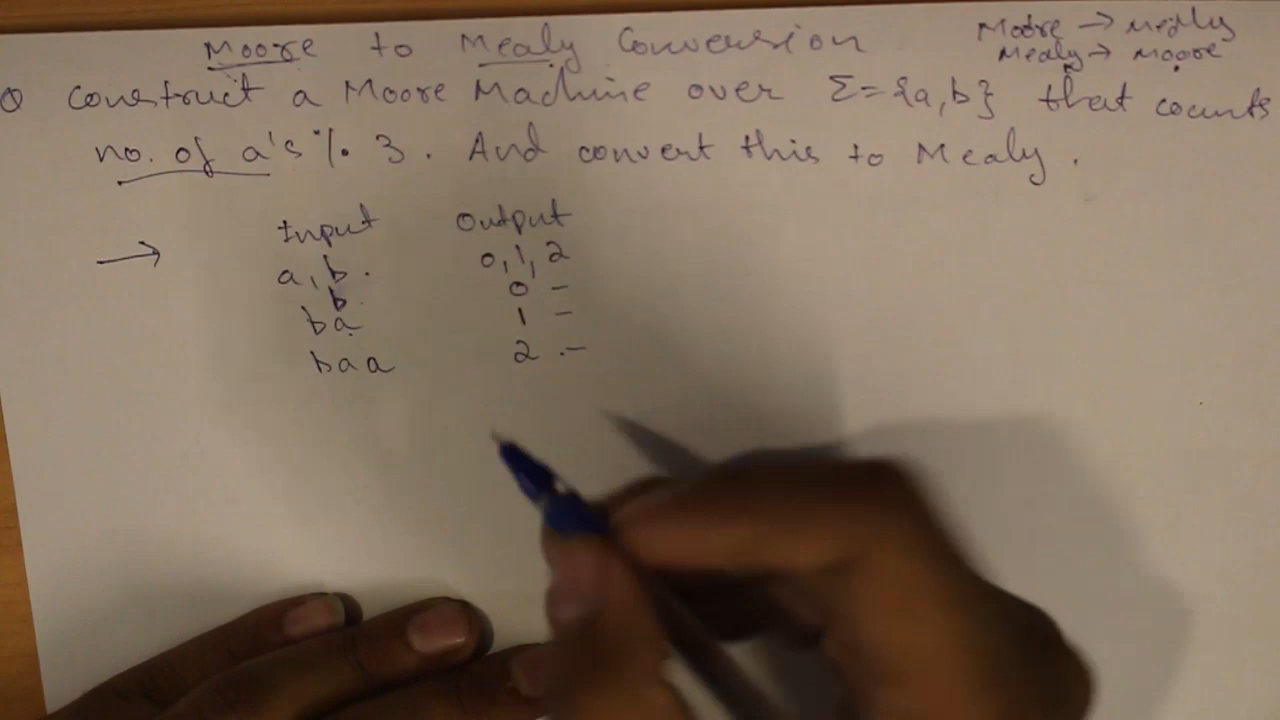 Moore to Mealy Conversion
Moore → Mealy
Mealy → Moore
Q Construct a Moore Machine over Σ={a,b} that counts
no. of a's % 3. And convert this to Mealy.
→ Input Output
a, b. 0, 1, 2
b. 0 -
ba 1 -
baa 2 .-